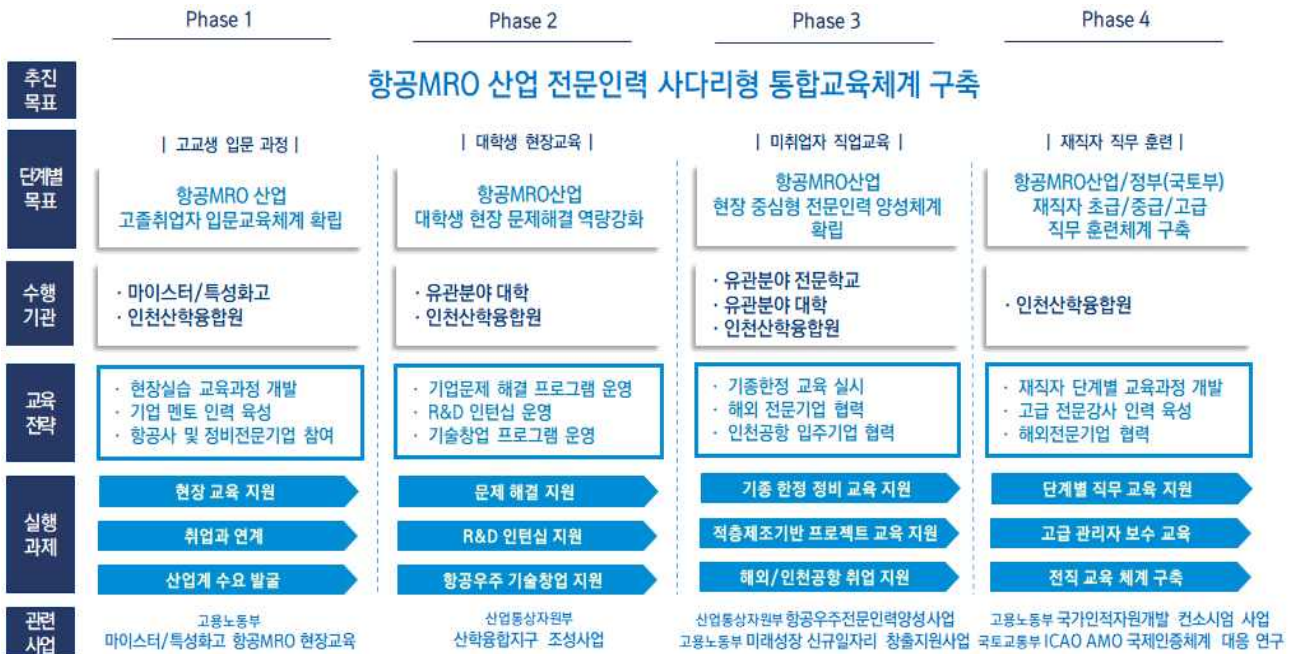 Phase 1
Phase 2
Phase 3
Phase 4
추진
목표
항공MRO 산업 전문인력 사다리형 통합교육체계 구축
단계별
목표
| 고교생 입문 과정 |
항공MRO 산업
고졸취업자 입문교육체계 확립
| 대학생 현장교육 |
항공MRO산업
대학생 현장 문제해결 역량강화
| 미취업자 직업교육 |
항공MRO산업
현장 중심형 전문인력 양성체계
확립
| 재직자 직무 훈련 |
항공MRO산업/정부(국토부)
재직자 초급/중급/고급
직무 훈련체계 구축
수행
기관
· 마이스터/특성화고
· 인천산학융합원
· 유관분야 대학
· 인천산학융합원
· 유관분야 전문학교
· 유관분야 대학
· 인천산학융합원
· 인천산학융합원
교육
전략
· 현장실습 교육과정 개발
· 기업 멘토 인력 육성
· 항공사 및 정비전문기업 참여
· 기업문제 해결 프로그램 운영
· R&D 인턴십 운영
· 기술창업 프로그램 운영
· 기종한정 교육 실시
· 해외 전문기업 협력
· 인천공항 입주기업 협력
· 재직자 단계별 교육과정 개발
· 고급 전문강사 인력 육성
· 해외전문기업 협력
실행
과제
현장 교육 지원
취업과 연계
산업계 수요 발굴
문제 해결 지원
R&D 인턴십 지원
항공우주 기술창업 지원
기종 한정 정비 교육 지원
적층제조기반 프로젝트 교육 지원
해외/인천공항 취업 지원
단계별 직무 교육 지원
고급 관리자 보수 교육
전직 교육 체계 구축
관련
사업
고용노동부
마이스터/특성화고 항공MRO 현장교육
산업통상자원부
산학융합지구 조성사업
산업통상자원부 항공우주전문인력양성사업
고용노동부 미래성장 신규일자리 창출지원사업
고용노동부 국가인적자원개발 컨소시엄 사업
국토교통부 ICAO AMO 국제인증체계 대응 연구